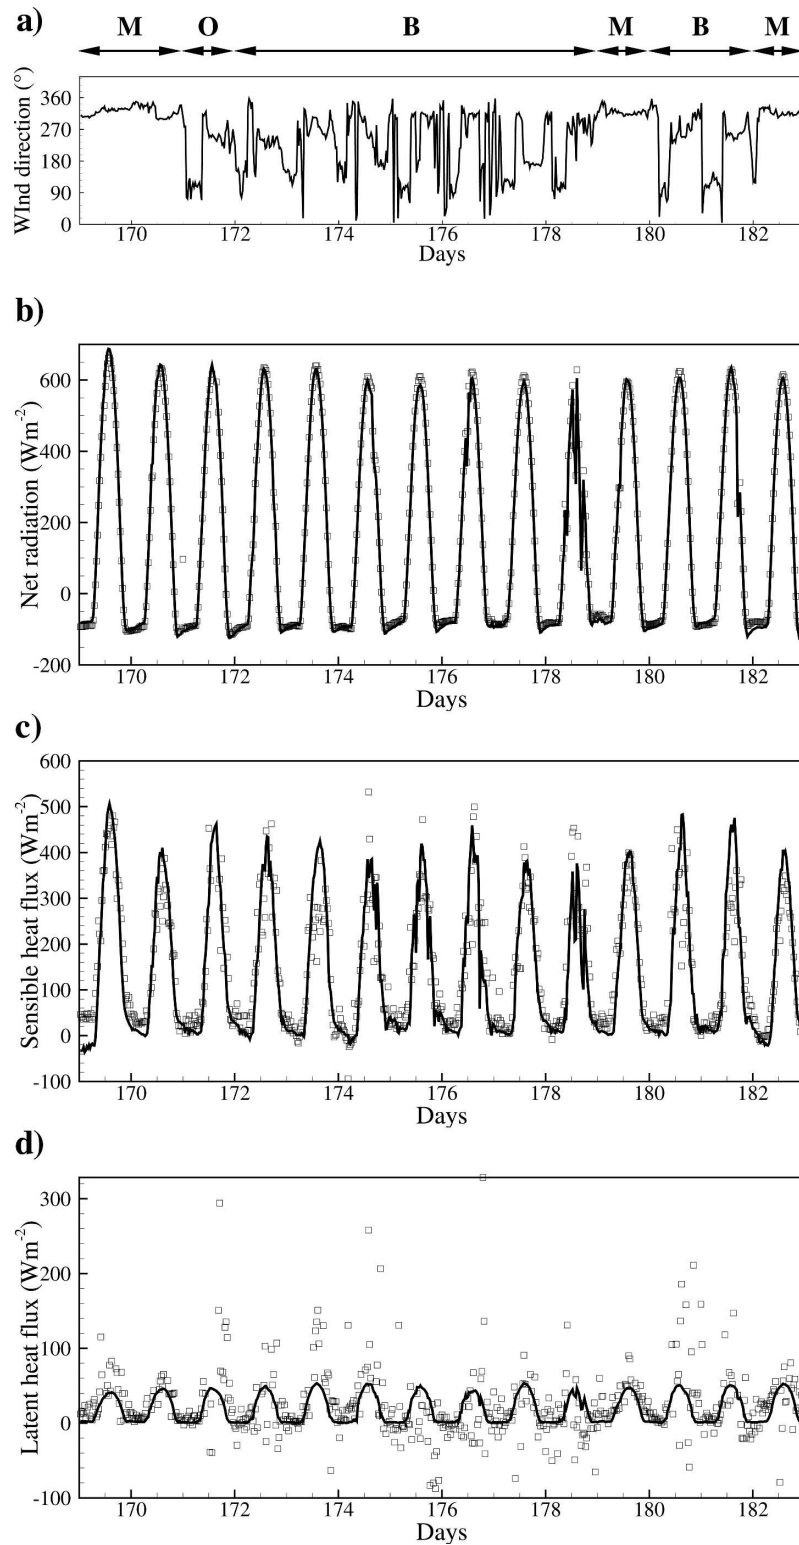 a)
M O B M B M
WInd direction (°)
360
270
180
90
0
170 172 174 176 178 180 182
Days
b)
Net radiation (Wm-2)
600
400
200
0
-200
170 172 174 176 178 180 182
Days
c)
Sensible heat flux (Wm-2)
600
500
400
300
200
100
0
-100
170 172 174 176 178 180 182
Days
d)
Latent heat flux (Wm-2)
300
200
100
0
-100
170 172 174 176 178 180 182
Days